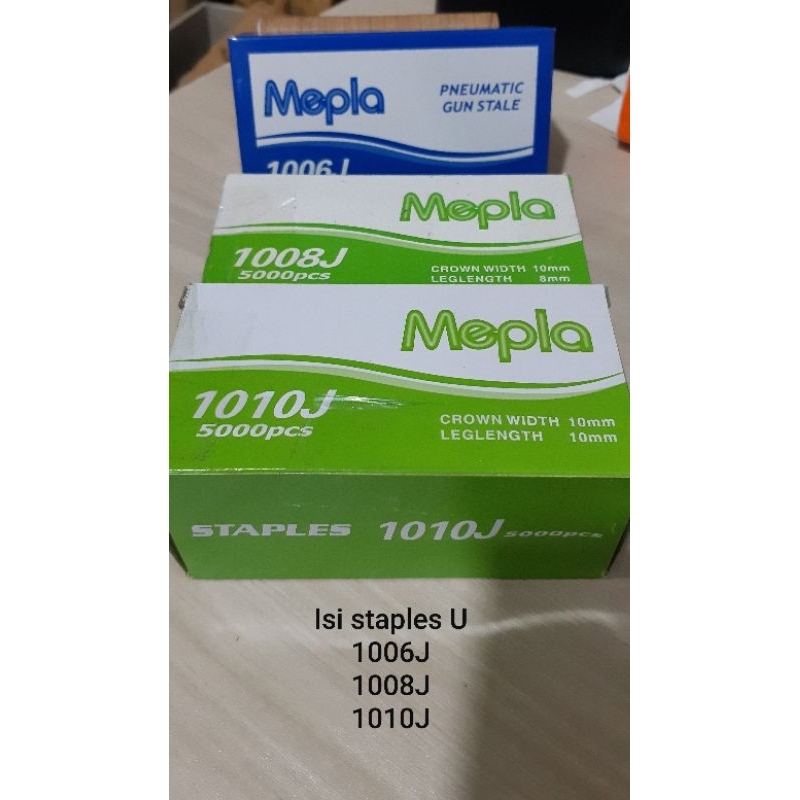 Mepla
PNEUMATIC
GUN STALE
1006J
Mepla
1008J
5000pcs
CROWN WIDTH 10mm
LEGLENGTH 8mm
Mepla
1010J
5000pcs
CROWN WIDTH 10mm
LEGLENGTH 10mm
STAPLES 1010J 5000pcs
Isi staples U
1006J
1008J
1010J